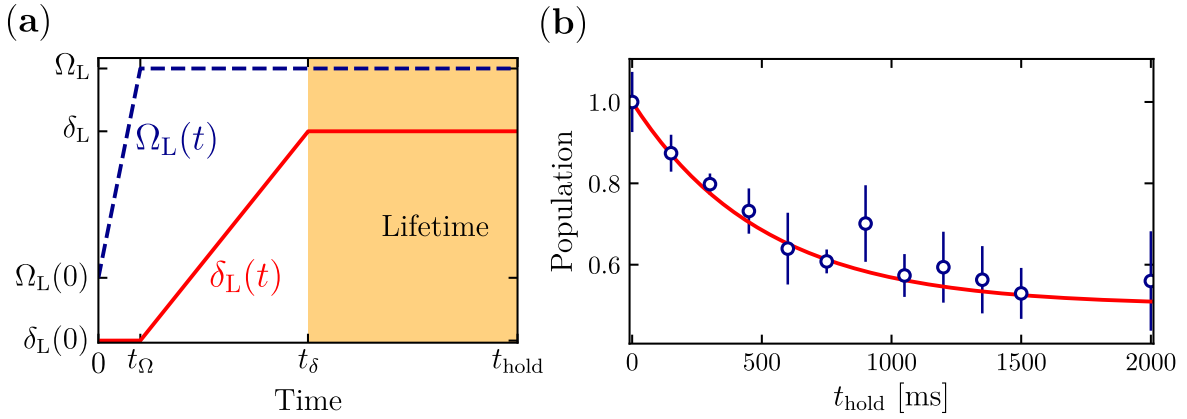 (a)
Ω_L
δ_L
Ω_L(0)
δ_L(0)
Ω_L(t)
δ_L(t)
Lifetime
0
t_Ω
t_δ
t_hold
Time
(b)
Population
1.0
0.8
0.6
0
500
1000
1500
2000
t_hold [ms]